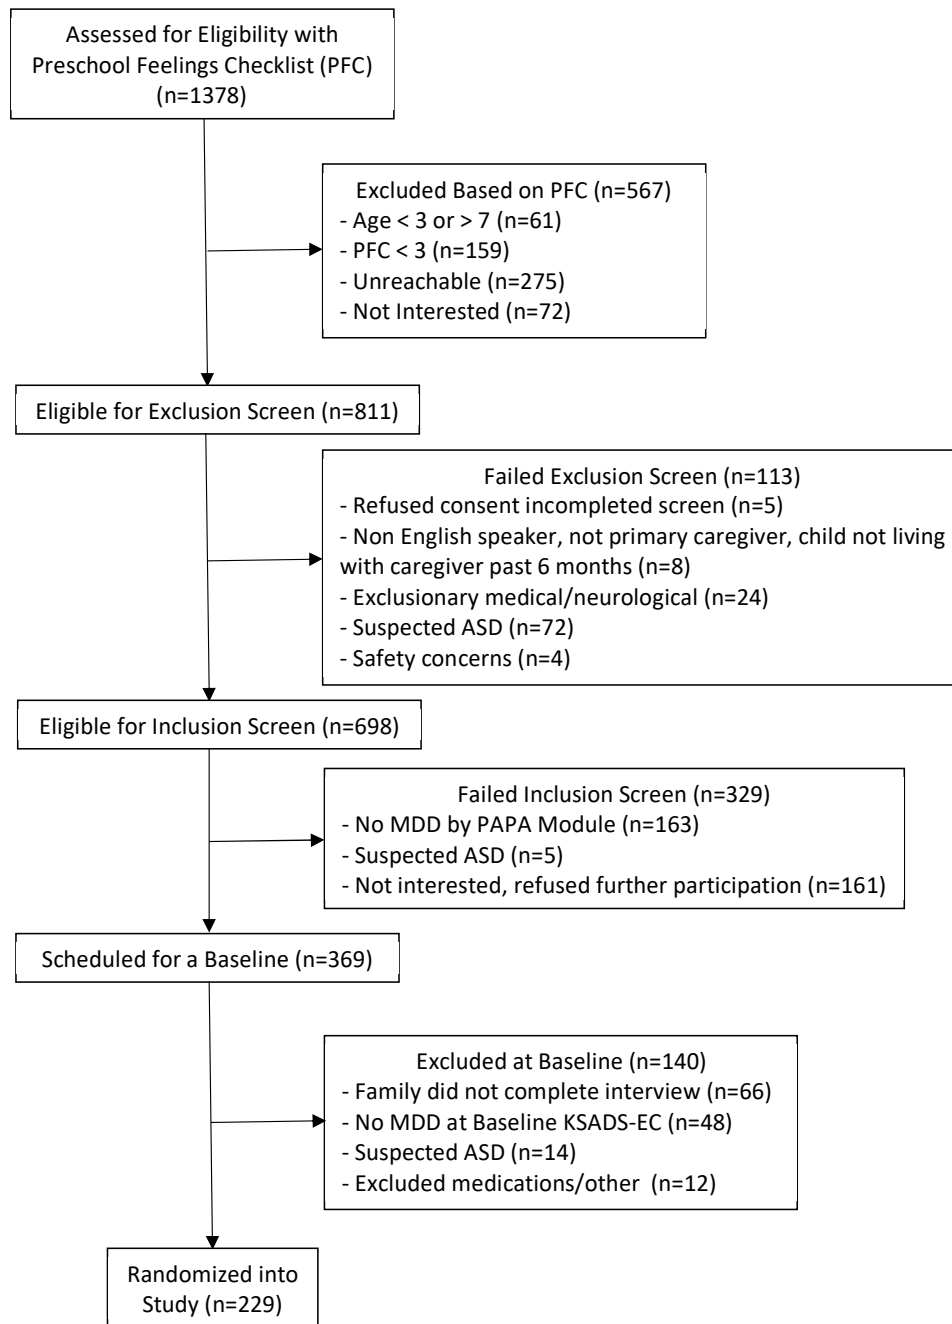 Assessed for Eligibility with
Preschool Feelings Checklist (PFC)
(n=1378)
Excluded Based on PFC (n=567)
- Age < 3 or > 7 (n=61)
- PFC < 3 (n=159)
- Unreachable (n=275)
- Not Interested (n=72)
Eligible for Exclusion Screen (n=811)
Failed Exclusion Screen (n=113)
- Refused consent incompleted screen (n=5)
- Non English speaker, not primary caregiver, child not living
with caregiver past 6 months (n=8)
- Exclusionary medical/neurological (n=24)
- Suspected ASD (n=72)
- Safety concerns (n=4)
Eligible for Inclusion Screen (n=698)
Failed Inclusion Screen (n=329)
- No MDD by PAPA Module (n=163)
- Suspected ASD (n=5)
- Not interested, refused further participation (n=161)
Scheduled for a Baseline (n=369)
Excluded at Baseline (n=140)
- Family did not complete interview (n=66)
- No MDD at Baseline KSADS-EC (n=48)
- Suspected ASD (n=14)
- Excluded medications/other (n=12)
Randomized into
Study (n=229)